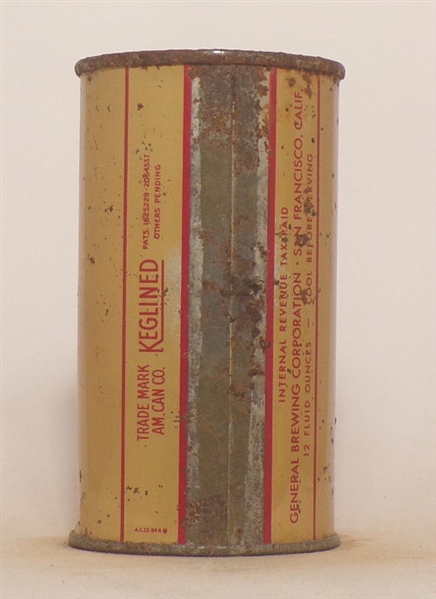 TRADE MARK
AM. CAN CO.
KEGLINED
PATS. 1625229 - 2064537
OTHERS PENDING
INTERNAL REVENUE TAX PAID
GENERAL BREWING CORPORATION · SAN FRANCISCO, CALIF.
12 FLUID OUNCES — COOL BEFORE SERVING